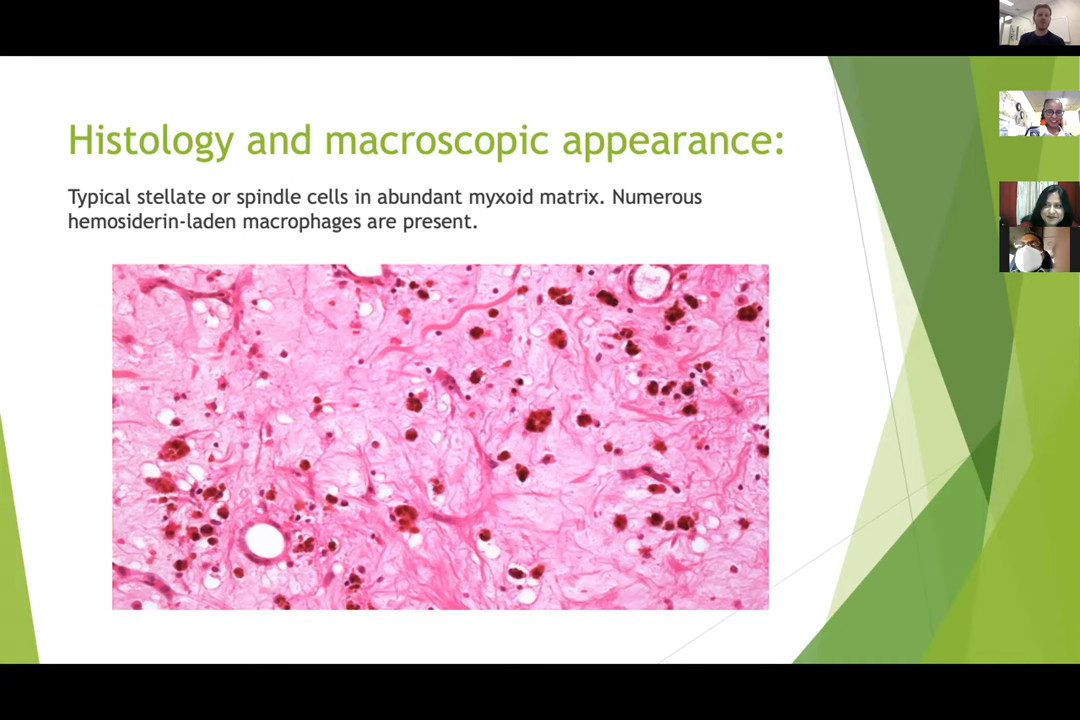 Histology and macroscopic appearance:
Typical stellate or spindle cells in abundant myxoid matrix. Numerous
hemosiderin-laden macrophages are present.